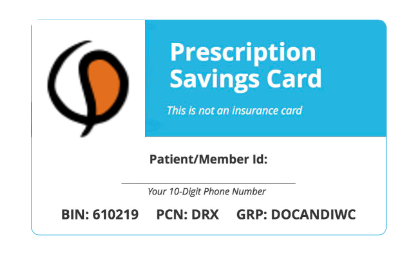 Prescription
Savings Card
This is not an insurance card
Patient/Member Id:
Your 10-Digit Phone Number
BIN: 610219 PCN: DRX GRP: DOCANDIWC